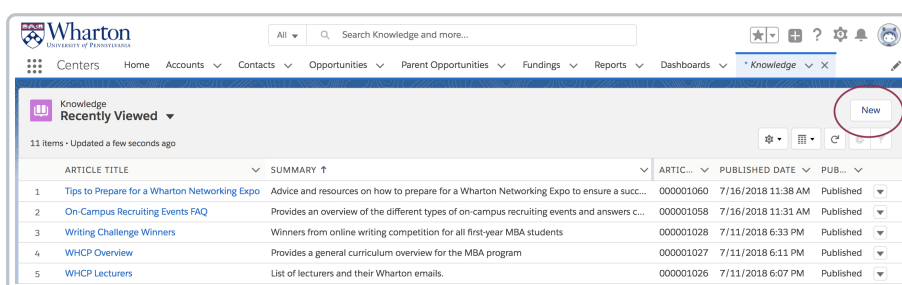 Wharton
UNIVERSITY of PENNSYLVANIA
All
Search Knowledge and more...
Centers Home Accounts Contacts Opportunities Parent Opportunities Fundings Reports Dashboards * Knowledge
Knowledge
Recently Viewed
New
11 items • Updated a few seconds ago
ARTICLE TITLE SUMMARY ARTIC... PUBLISHED DATE PUB...
1 Tips to Prepare for a Wharton Networking Expo Advice and resources on how to prepare for a Wharton Networking Expo to ensure a succ... 000001060 7/16/2018 11:38 AM Published
2 On-Campus Recruiting Events FAQ Provides an overview of the different types of on-campus recruiting events and answers c... 000001058 7/16/2018 11:31 AM Published
3 Writing Challenge Winners Winners from online writing competition for all first-year MBA students 000001028 7/11/2018 6:33 PM Published
4 WHCP Overview Provides a general curriculum overview for the MBA program 000001027 7/11/2018 6:11 PM Published
5 WHCP Lecturers List of lecturers and their Wharton emails. 000001026 7/11/2018 6:07 PM Published